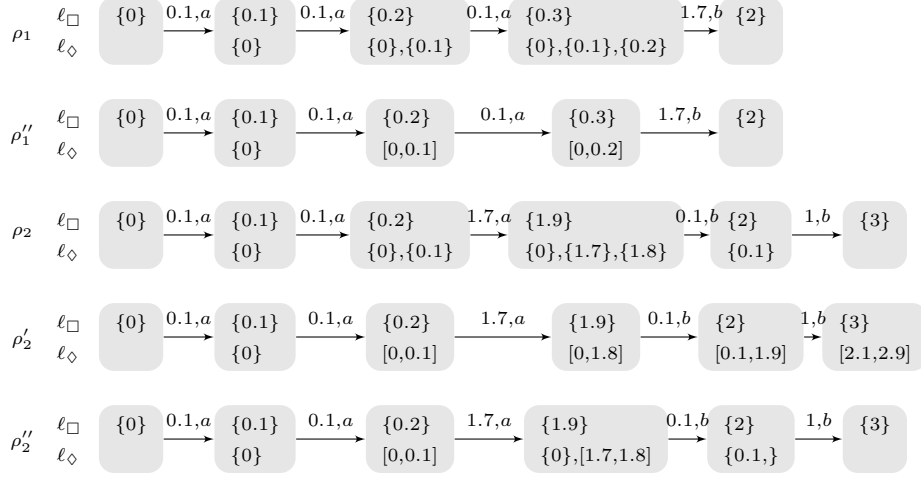 0.1,a 0.1,a 0.1,a 1.7,b
ρ1 ℓ□ {0} {0.1} {0.2} {0.3} {2}
ℓ◇ {0} {0},{0.1} {0},{0.1},{0.2}
0.1,a 0.1,a 0.1,a 1.7,b
ρ1′′ ℓ□ {0} {0.1} {0.2} {0.3} {2}
ℓ◇ {0} [0,0.1] [0,0.2]
0.1,a 0.1,a 1.7,a 0.1,b 1,b
ρ2 ℓ□ {0} {0.1} {0.2} {1.9} {2} {3}
ℓ◇ {0} {0},{0.1} {0},{1.7},{1.8} {0.1}
0.1,a 0.1,a 1.7,a 0.1,b 1,b
ρ2′ ℓ□ {0} {0.1} {0.2} {1.9} {2} {3}
ℓ◇ {0} [0,0.1] [0,1.8] [0.1,1.9] [2.1,2.9]
0.1,a 0.1,a 1.7,a 0.1,b 1,b
ρ2′′ ℓ□ {0} {0.1} {0.2} {1.9} {2} {3}
ℓ◇ {0} [0,0.1] {0},[1.7,1.8] {0.1,}